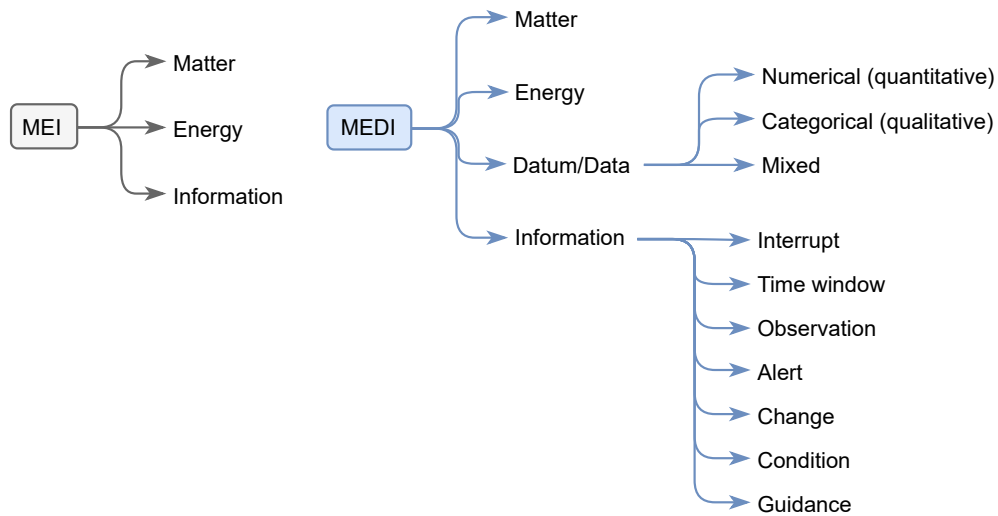 MEI
Matter
Energy
Information
MEDI
Matter
Energy
Datum/Data
Numerical (quantitative)
Categorical (qualitative)
Mixed
Information
Interrupt
Time window
Observation
Alert
Change
Condition
Guidance